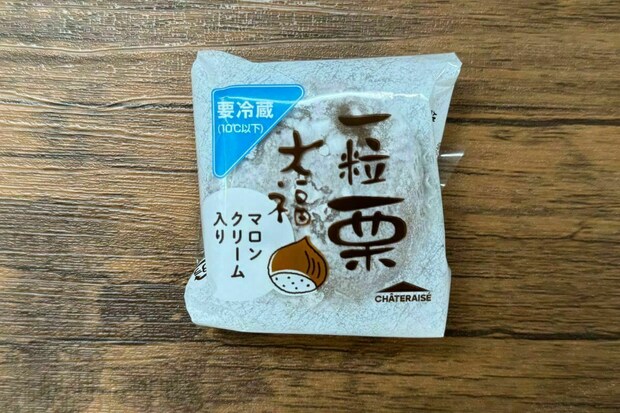 要冷蔵
(10℃以下)
一粒栗
大福
マロン
クリーム
入り
CHÂTERAISÉ